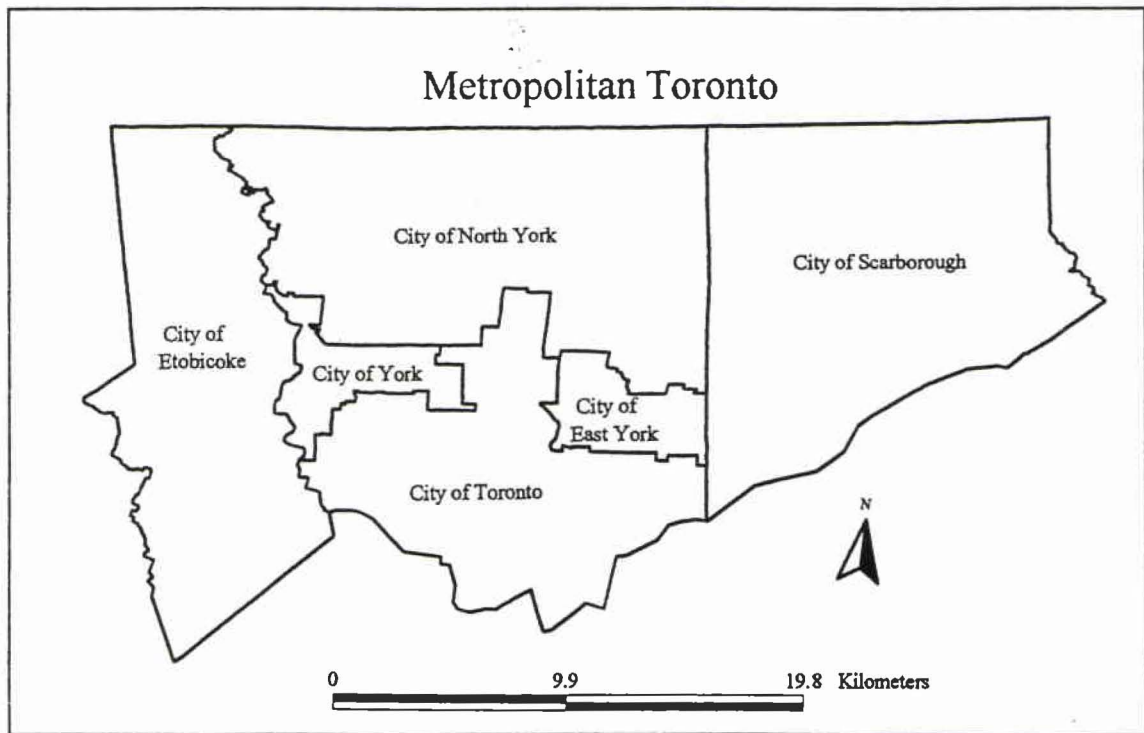 Metropolitan Toronto
City of North York
City of Scarborough
City of
Etobicoke
City of York
City of
East York
City of Toronto
N
0 9.9 19.8 Kilometers